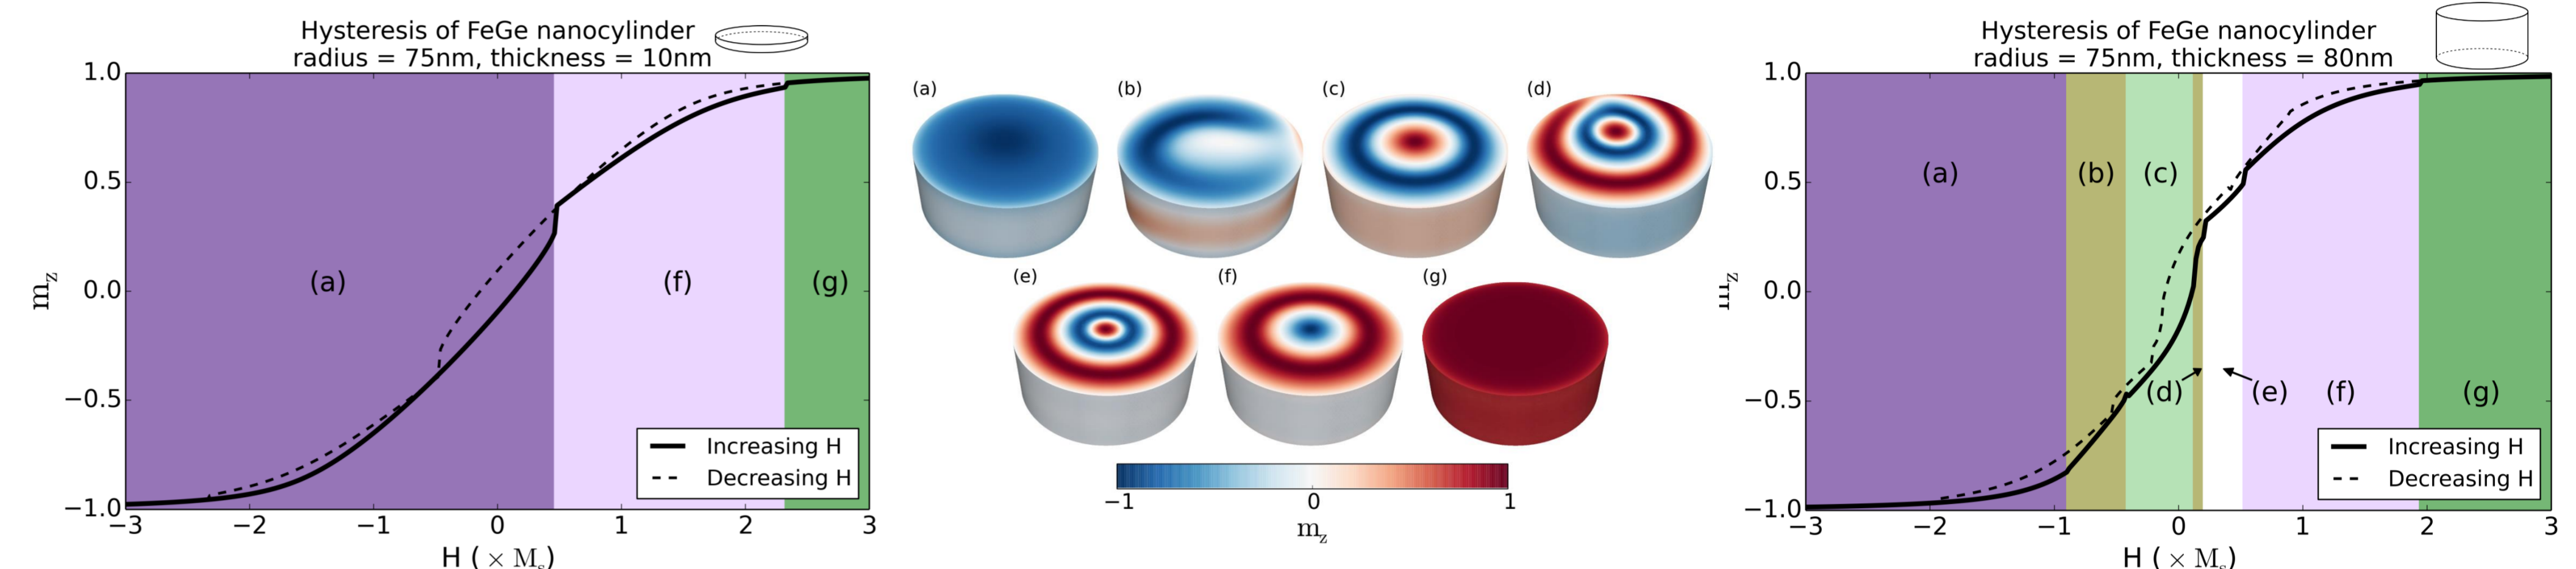 Hysteresis of FeGe nanocylinder
radius = 75nm, thickness = 10nm
1.0
0.5
0.0
−0.5
−1.0
m_z
(a)
(f)
(g)
Increasing H
Decreasing H
−3
−2
−1
0
1
2
3
H ( × M_s)
(a)
(b)
(c)
(d)
(e)
(f)
(g)
−1
0
1
m_z
Hysteresis of FeGe nanocylinder
radius = 75nm, thickness = 80nm
1.0
0.5
0.0
−0.5
−1.0
m_z
(a)
(b)
(c)
(d)
(e)
(f)
(g)
Increasing H
Decreasing H
−3
−2
−1
0
1
2
3
H ( × M_s)